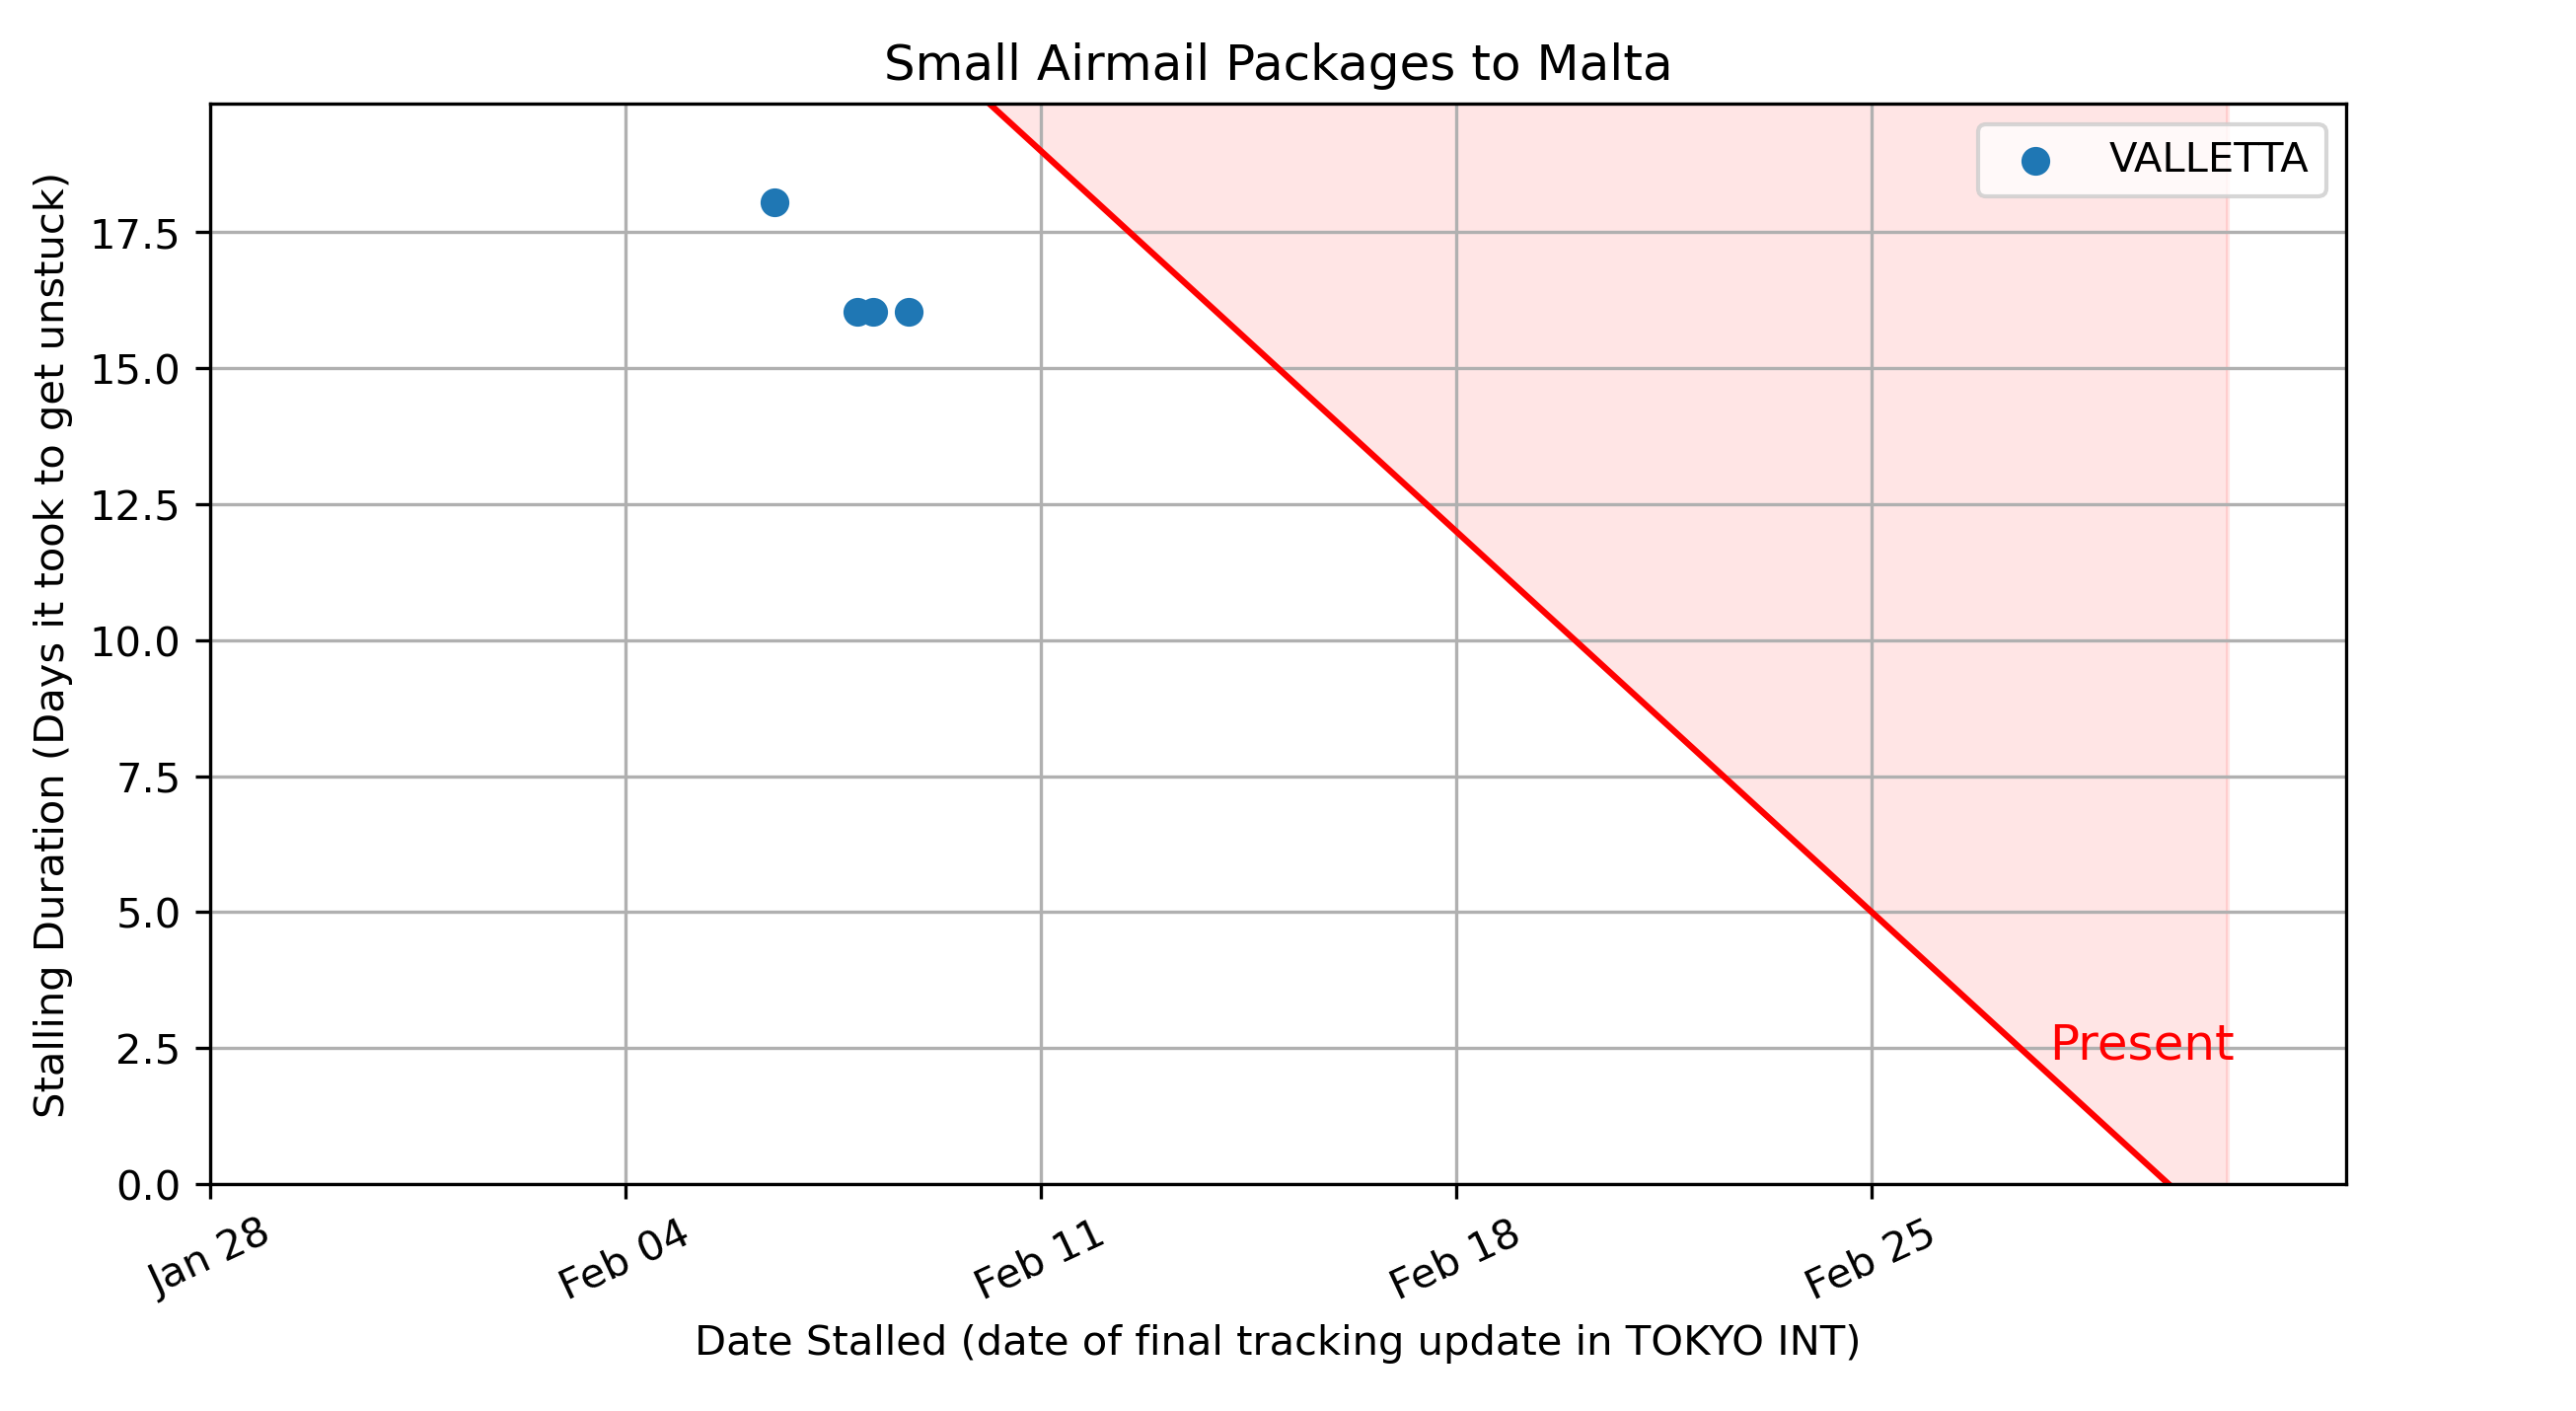 Small Airmail Packages to Malta
VALLETTA
Stalling Duration (Days it took to get unstuck)
17.5
15.0
12.5
10.0
7.5
5.0
2.5
0.0
Present
Jan 28
Feb 04
Feb 11
Feb 18
Feb 25
Date Stalled (date of final tracking update in TOKYO INT)